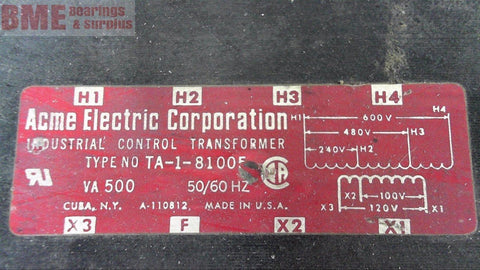 BME Bearings & surplus
H1 H2 H3 H4
Acme Electric Corporation
INDUSTRIAL CONTROL TRANSFORMER
TYPE NO TA-1-81005
VA 500 50/60 HZ
CUBA, N.Y. A-110812, MADE IN U.S.A.
X3 F X2 X1
H1 600V H4
480V H3
240V H2
X2 100V
X3 120V X1